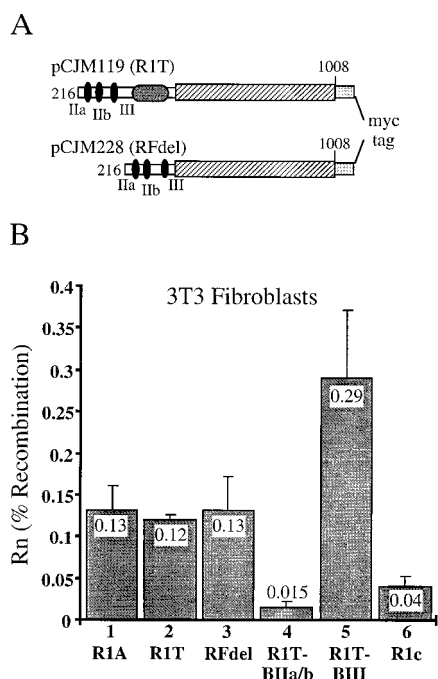 A
pCJM119 (R1T)
1008
216
IIa IIb III
myc tag
pCJM228 (RFdel)
1008
216
IIa IIb III
B
3T3 Fibroblasts
Rn (% Recombination)
0.4
0.35
0.3
0.25
0.2
0.15
0.1
0.05
0
0.13 0.12 0.13 0.015 0.29 0.04
1 2 3 4 5 6
R1A R1T RFdel R1T-BIIa/b R1T-BIII R1c